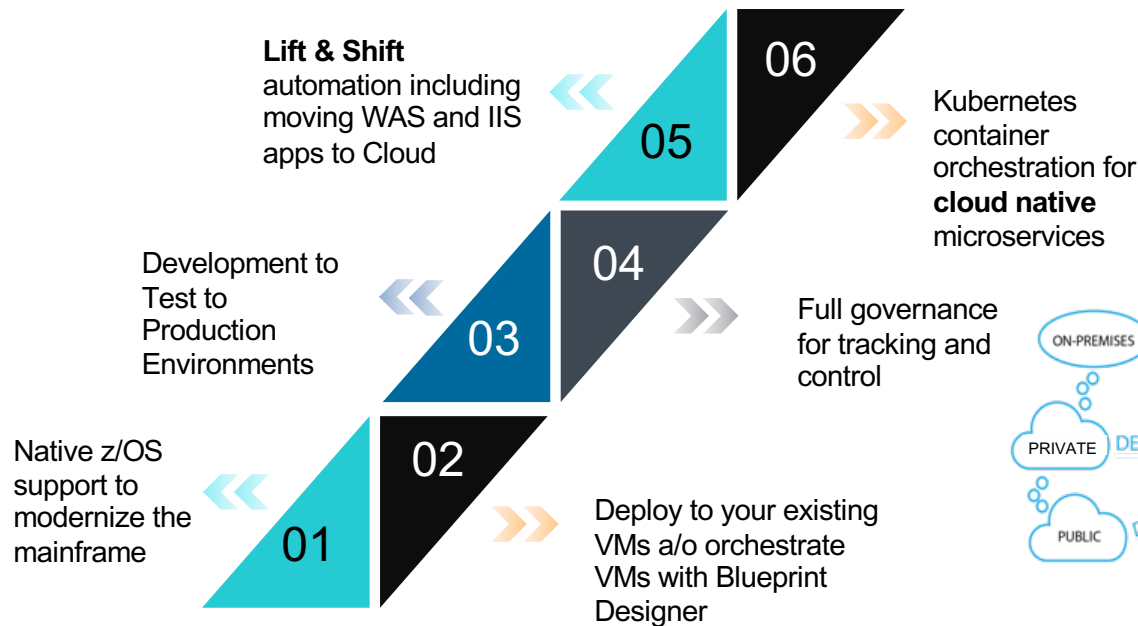 Lift & Shift
automation including
moving WAS and IIS
apps to Cloud
05
06
Kubernetes
container
orchestration for
cloud native
microservices
Development to
Test to
Production
Environments
03
04
Full governance
for tracking and
control
Native z/OS
support to
modernize the
mainframe
01
02
Deploy to your existing
VMs a/o orchestrate
VMs with Blueprint
Designer
ON-PREMISES
PRIVATE
PUBLIC